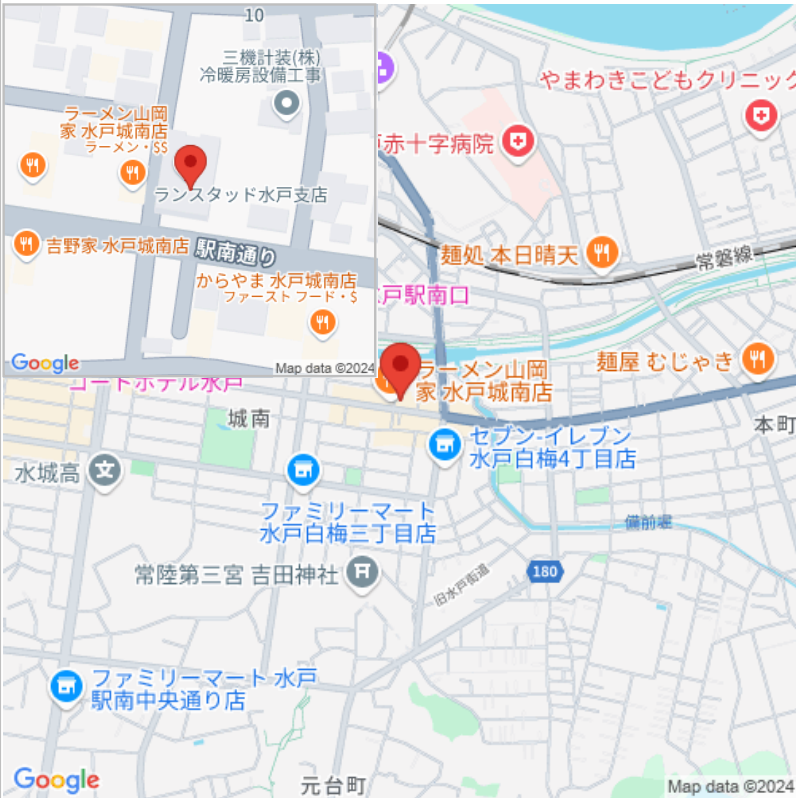 10
三機計装(株)
冷暖房設備工事
ラーメン山岡
家 水戸城南店
ラーメン・$$
ランスタッド水戸支店
吉野家 水戸城南店
駅南通り
からやま 水戸城南店
ファースト フード・$
Google
Map data ©2024
やまわきこどもクリニック
赤十字病院
麺処 本日晴天
常磐線
戸駅南口
ラーメン山岡
家 水戸城南店
麺屋 むじゃき
コートホテル水戸
城南
本町
セブン-イレブン
水戸白梅4丁目店
水城高
ファミリーマート
水戸白梅三丁目店
備前堀
常陸第三宮 吉田神社
旧水戸街道
180
ファミリーマート 水戸
駅南中央通り店
元台町
Google
Map data ©2024